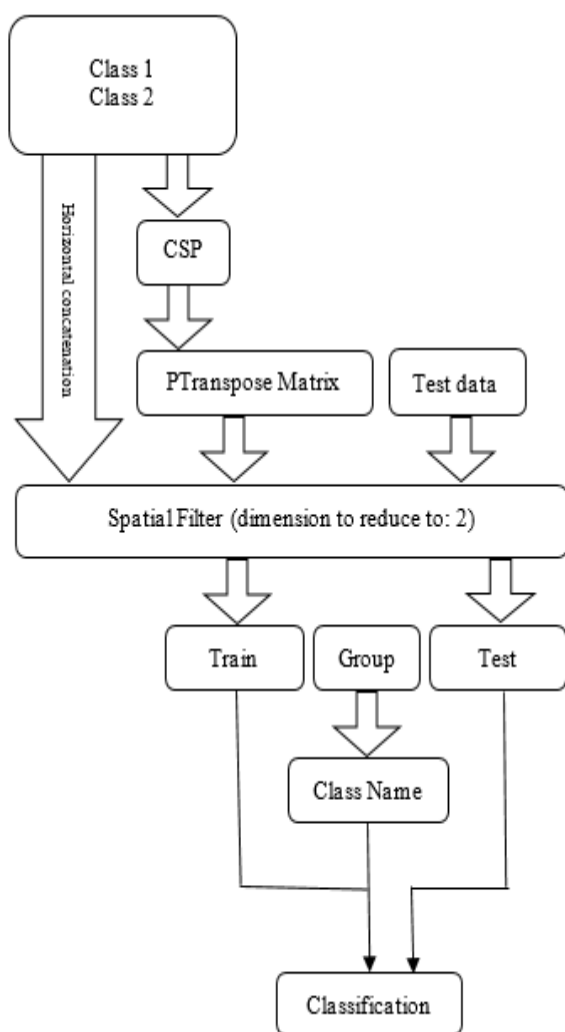 Class 1
Class 2
Horizontal concatenation
CSP
PTranspose Matrix
Test data
Spatial Filter (dimension to reduce to: 2)
Train
Group
Test
Class Name
Classification